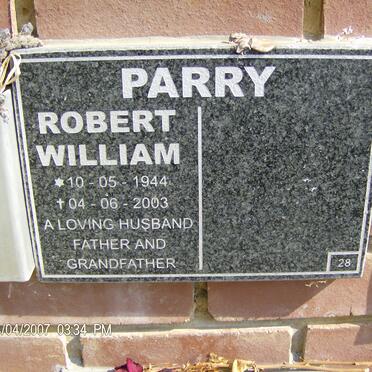 PARRY
ROBERT
WILLIAM
* 10 - 05 - 1944
† 04 - 06 - 2003
A LOVING HUSBAND
FATHER AND
GRANDFATHER
28
/04/2007 03:34 PM